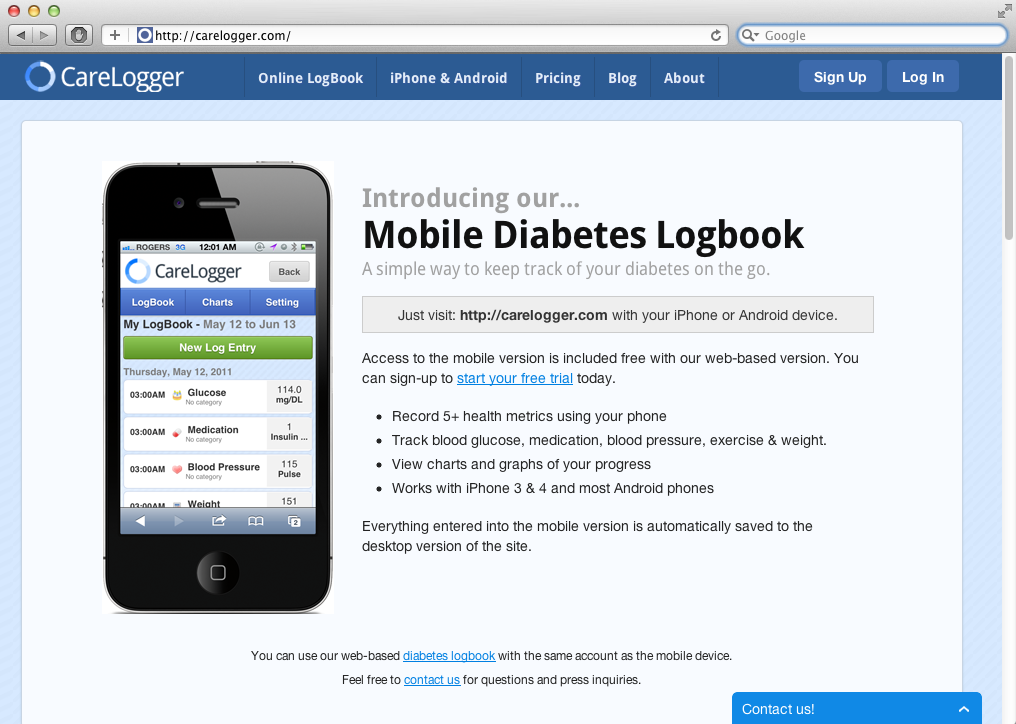 http://carelogger.com/
Google
CareLogger
Online LogBook
iPhone & Android
Pricing
Blog
About
Sign Up
Log In
ROGERS 3G 12:01 AM
CareLogger
Back
LogBook
Charts
Setting
My LogBook - May 12 to Jun 13
New Log Entry
Thursday, May 12, 2011
03:00AM Glucose 114.0
No category mg/DL
03:00AM Medication 1
No category Insulin ...
03:00AM Blood Pressure 115
No category Pulse
03:00AM Weight 151
2
Introducing our...
Mobile Diabetes Logbook
A simple way to keep track of your diabetes on the go.
Just visit: http://carelogger.com with your iPhone or Android device.
Access to the mobile version is included free with our web-based version. You
can sign-up to start your free trial today.
• Record 5+ health metrics using your phone
• Track blood glucose, medication, blood pressure, exercise & weight.
• View charts and graphs of your progress
• Works with iPhone 3 & 4 and most Android phones
Everything entered into the mobile version is automatically saved to the
desktop version of the site.
You can use our web-based diabetes logbook with the same account as the mobile device.
Feel free to contact us for questions and press inquiries.
Contact us!